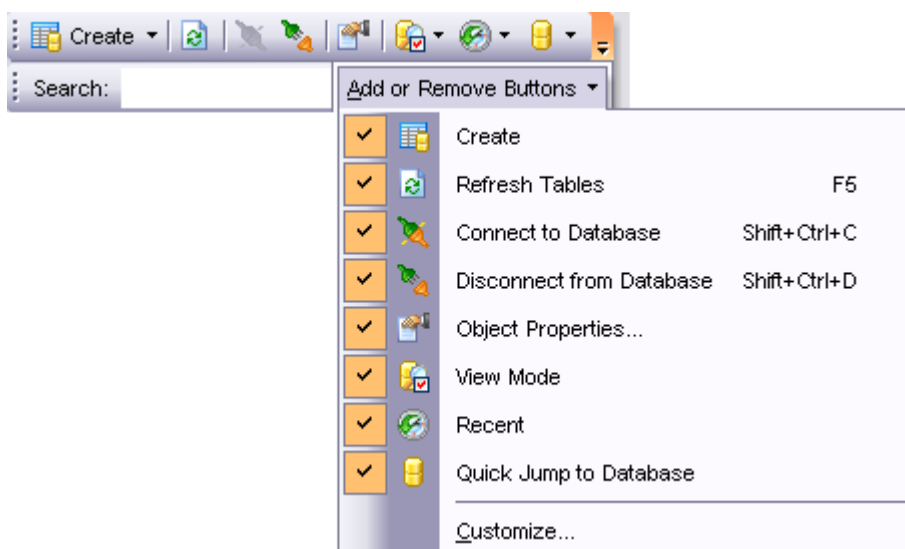 Create
Search:
Add or Remove Buttons
Create
Refresh Tables F5
Connect to Database Shift+Ctrl+C
Disconnect from Database Shift+Ctrl+D
Object Properties...
View Mode
Recent
Quick Jump to Database
Customize...